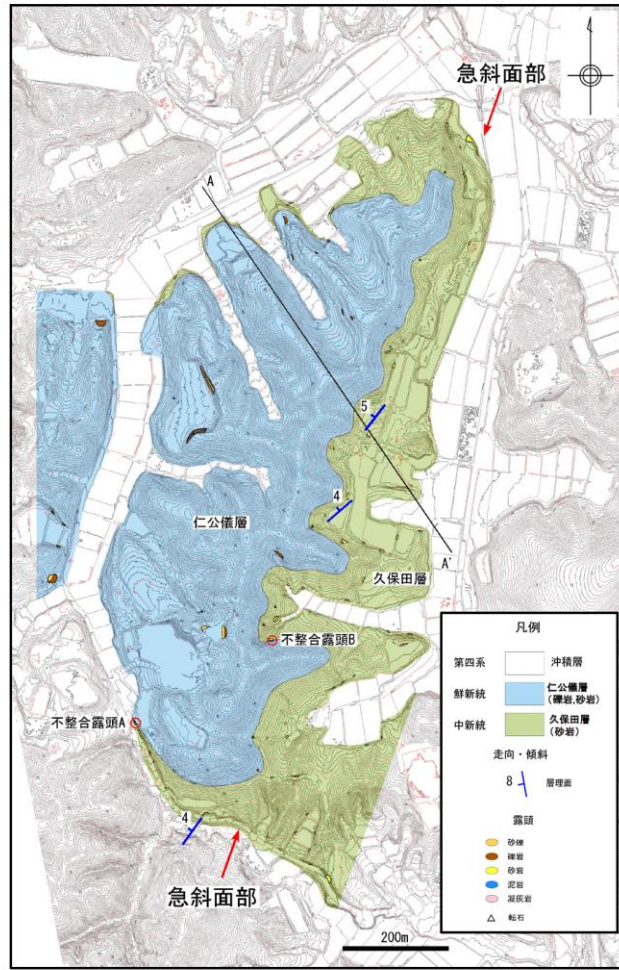 急斜面部
A
5
4
仁公儀層
A'
久保田層
不整合露頭B
不整合露頭A
4
急斜面部
200m
凡例
第四系
沖積層
鮮新統
仁公儀層
(礫岩,砂岩)
中新統
久保田層
(砂岩)
走向・傾斜
8
層理面
露頭
砂礫
礫岩
砂岩
泥岩
凝灰岩
転石